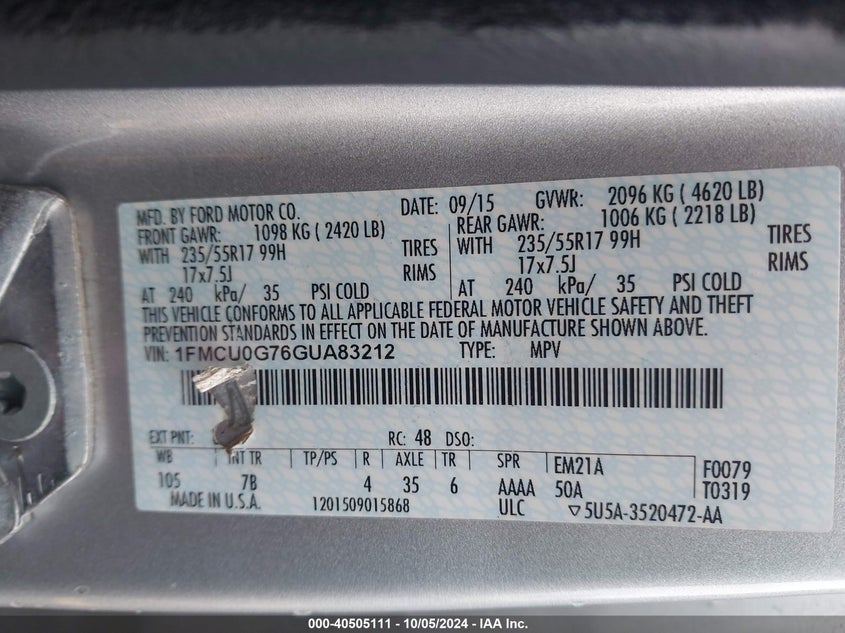 MFD. BY FORD MOTOR CO. DATE: 09/15 GVWR: 2096 KG ( 4620 LB)
FRONT GAWR: 1098 KG ( 2420 LB) REAR GAWR: 1006 KG ( 2218 LB)
WITH 235/55R17 99H TIRES WITH 235/55R17 99H TIRES
17x7.5J RIMS 17x7.5J RIMS
AT 240 kPa/ 35 PSI COLD AT 240 kPa/ 35 PSI COLD
THIS VEHICLE CONFORMS TO ALL APPLICABLE FEDERAL MOTOR VEHICLE SAFETY AND THEFT
PREVENTION STANDARDS IN EFFECT ON THE DATE OF MANUFACTURE SHOWN ABOVE.
VIN: 1FMCU0G76GUA83212 TYPE: MPV
EXT PNT: RC: 48 DSO:
WB INT TR TP/PS R AXLE TR SPR EM21A F0079
105 7B 4 35 6 AAAA 50A T0319
MADE IN U.S.A. 1201509015868 ULC ▽5U5A-3520472-AA
000-40505111 - 10/05/2024 - IAA Inc.